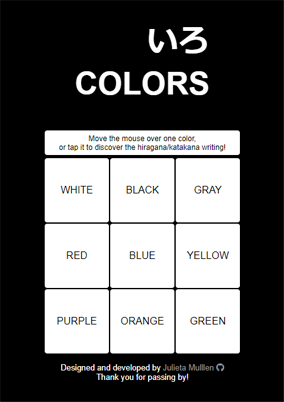 いろ
COLORS
Move the mouse over one color,
or tap it to discover the hiragana/katakana writing!
WHITE BLACK GRAY
RED BLUE YELLOW
PURPLE ORANGE GREEN
Designed and developed by Julieta Mulllen
Thank you for passing by!